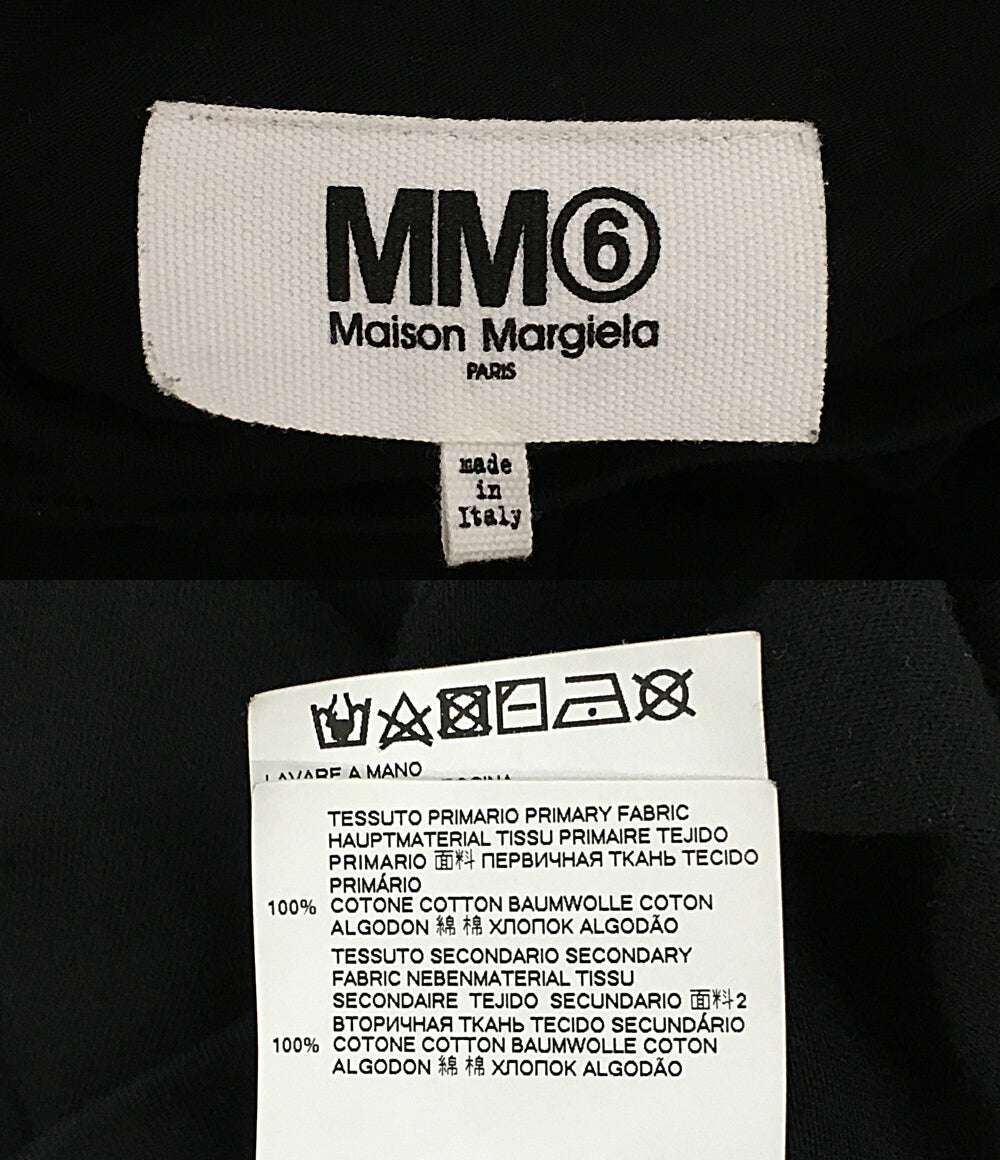 MM⑥
Maison Margiela
PARIS
made
in
Italy
LAVARE A MANO
TESSUTO PRIMARIO PRIMARY FABRIC
HAUPTMATERIAL TISSU PRIMAIRE TEJIDO
PRIMARIO 面料 ПЕРВИЧНАЯ ТКАНЬ TECIDO
PRIMÁRIO
100% COTONE COTTON BAUMWOLLE COTON
ALGODON 綿 棉 ХЛОПОК ALGODÃO
TESSUTO SECONDARIO SECONDARY
FABRIC NEBENMATERIAL TISSU
SECONDAIRE TEJIDO SECUNDARIO 面料2
ВТОРИЧНАЯ ТКАНЬ TECIDO SECUNDÁRIO
100% COTONE COTTON BAUMWOLLE COTON
ALGODON 綿 棉 ХЛОПОК ALGODÃO